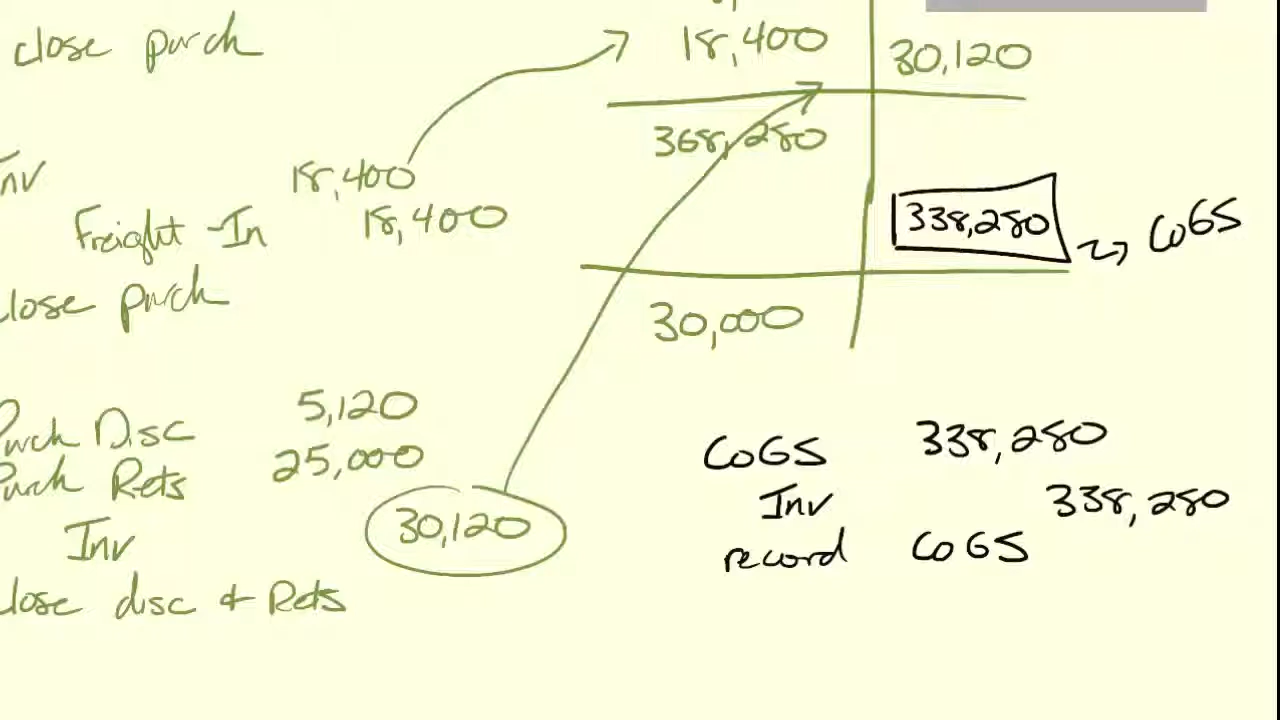 close purch
Inv 18,400
Freight-In 18,400
close purch
Purch Disc 5,120
Purch Rets 25,000
Inv 30,120
close disc + Rets
18,400 30,120
368,280
338,280 → CoGS
30,000
CoGS 338,280
Inv 338,280
record CoGS